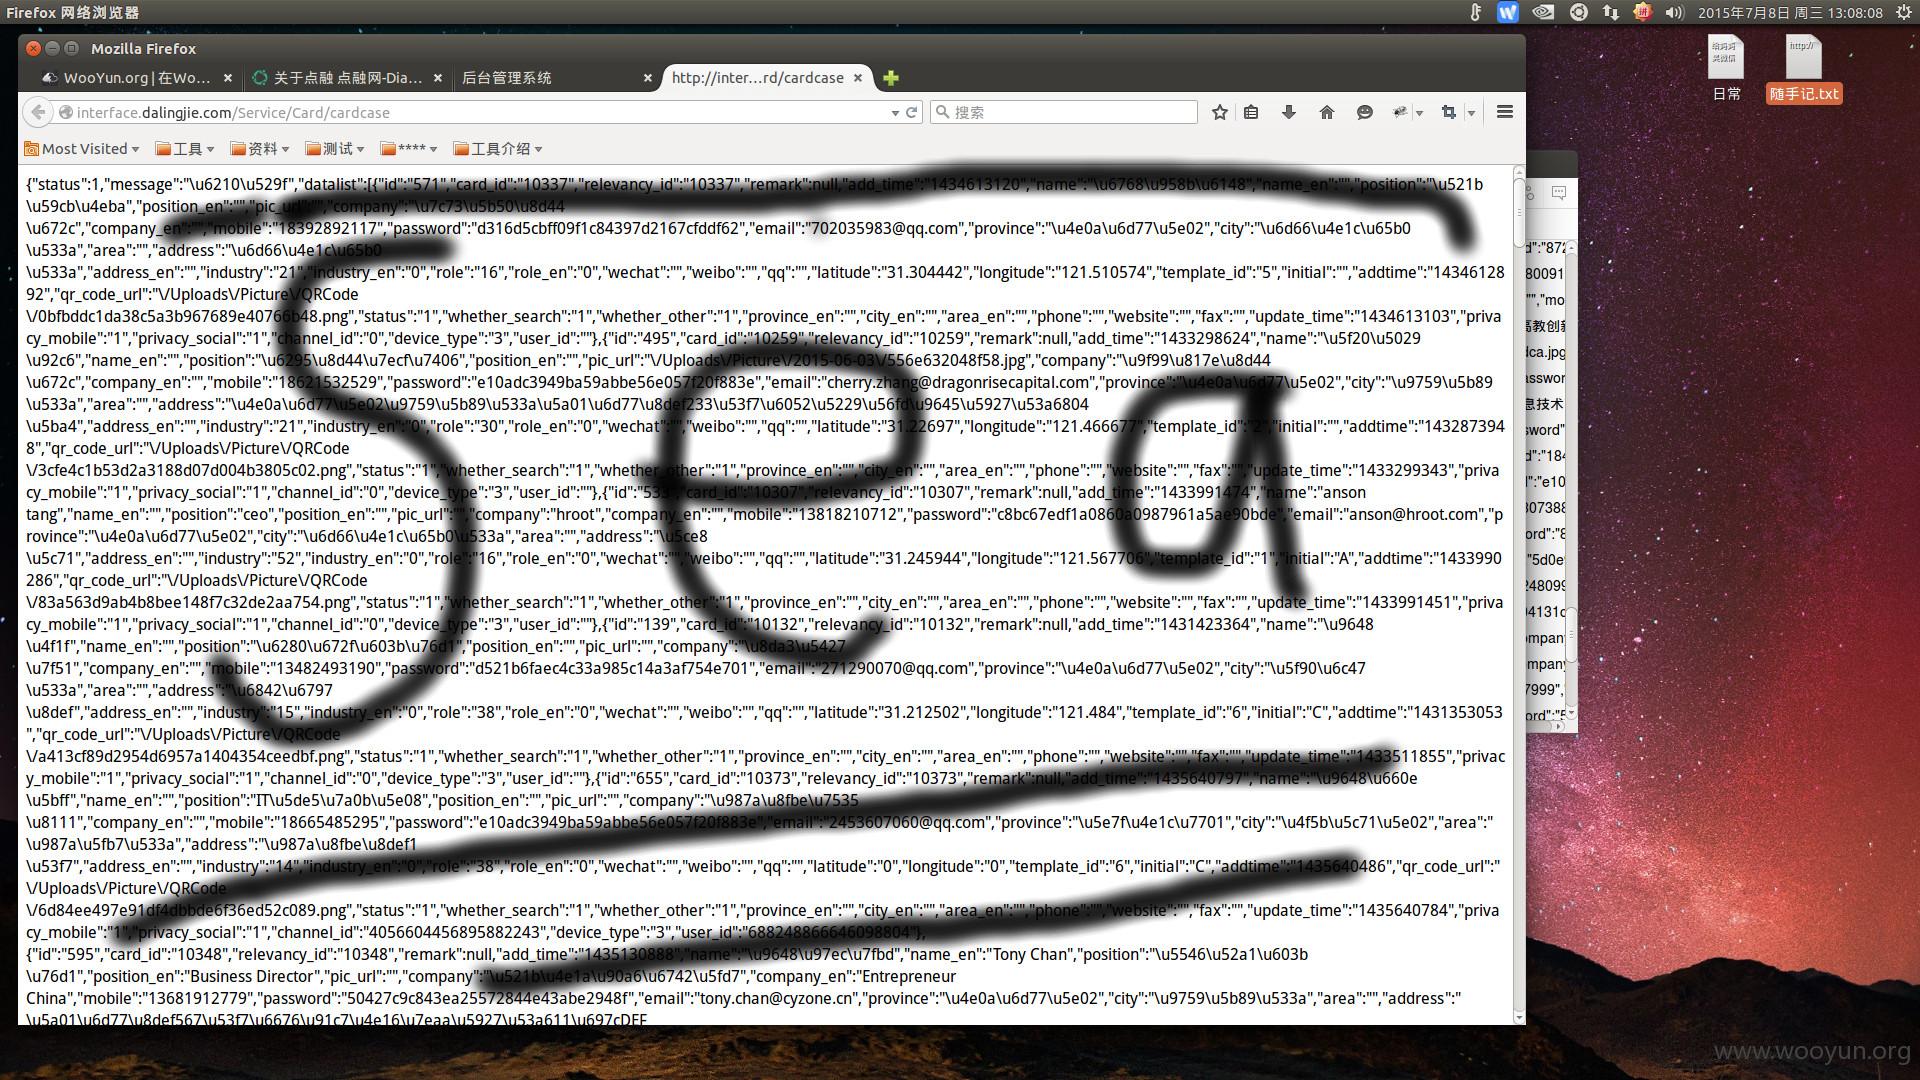 Firefox 网络浏览器
2015年7月8日 周三 13:08:08
Mozilla Firefox
WooYun.org | 在Wo...
关于点融 点融网-Dia...
后台管理系统
http://inter...rd/cardcase
interface.dalingjie.com/Service/Card/cardcase
搜索
Most Visited 工具 资料 测试 **** 工具介绍
{"status":1,"message":"\u6210\u529f","datalist":[{"id":"571","card_id":"10337","relevancy_id":"10337","remark":null,"add_time":"1434613120","name":"\u6768\u958b\u6148","name_en":"","position":"\u521b
\u59cb\u4eba","position_en":"","pic_url":"","company":"\u7c73\u5b50\u8d44
\u672c","company_en":"","mobile":"18392892117","password":"d316d5cbff09f1c84397d2167cfddf62","email":"702035983@qq.com","province":"\u4e0a\u6d77\u5e02","city":"\u6d66\u4e1c\u65b0
\u533a","area":"","address":"\u6d66\u4e1c\u65b0
\u533a","address_en":"","industry":"21","industry_en":"0","role":"16","role_en":"0","wechat":"","weibo":"","qq":"","latitude":"31.304442","longitude":"121.510574","template_id":"5","initial":"","addtime":"14346128
92","qr_code_url":"\/Uploads\/Picture\/QRCode
\/0bfbddc1da38c5a3b967689e40766b48.png","status":"1","whether_search":"1","whether_other":"1","province_en":"","city_en":"","area_en":"","phone":"","website":"","fax":"","update_time":"1434613103","priva
cy_mobile":"1","privacy_social":"1","channel_id":"0","device_type":"3","user_id":""},{"id":"495","card_id":"10259","relevancy_id":"10259","remark":null,"add_time":"1433298624","name":"\u5f20\u5029
\u92c6","name_en":"","position":"\u6295\u8d44\u7ecf\u7406","position_en":"","pic_url":"\/Uploads\/Picture\/2015-06-03\/556e632048f58.jpg","company":"\u9f99\u817e\u8d44
\u672c","company_en":"","mobile":"18621532529","password":"e10adc3949ba59abbe56e057f20f883e","email":"cherry.zhang@dragonrisecapital.com","province":"\u4e0a\u6d77\u5e02","city":"\u9759\u5b89
\u533a","area":"","address":"\u4e0a\u6d77\u5e02\u9759\u5b89\u533a\u5a01\u6d77\u8def233\u53f7\u6052\u5229\u56fd\u9645\u5927\u53a6804
\u5ba4","address_en":"","industry":"21","industry_en":"0","role":"30","role_en":"0","wechat":"","weibo":"","qq":"","latitude":"31.22697","longitude":"121.466677","template_id":"2","initial":"","addtime":"143287394
8","qr_code_url":"\/Uploads\/Picture\/QRCode
\/3cfe4c1b53d2a3188d07d004b3805c02.png","status":"1","whether_search":"1","whether_other":"1","province_en":"","city_en":"","area_en":"","phone":"","website":"","fax":"","update_time":"1433299343","priva
cy_mobile":"1","privacy_social":"1","channel_id":"0","device_type":"3","user_id":""},{"id":"533","card_id":"10307","relevancy_id":"10307","remark":null,"add_time":"1433991474","name":"anson
tang","name_en":"","position":"ceo","position_en":"","pic_url":"","company":"hroot","company_en":"","mobile":"13818210712","password":"c8bc67edf1a0860a0987961a5ae90bde","email":"anson@hroot.com","p
rovince":"\u4e0a\u6d77\u5e02","city":"\u6d66\u4e1c\u65b0\u533a","area":"","address":"\u5ce8
\u5c71","address_en":"","industry":"52","industry_en":"0","role":"16","role_en":"0","wechat":"","weibo":"","qq":"","latitude":"31.245944","longitude":"121.567706","template_id":"1","initial":"A","addtime":"1433990
286","qr_code_url":"\/Uploads\/Picture\/QRCode
\/83a563d9ab4b8bee148f7c32de2aa754.png","status":"1","whether_search":"1","whether_other":"1","province_en":"","city_en":"","area_en":"","phone":"","website":"","fax":"","update_time":"1433991451","priva
cy_mobile":"1","privacy_social":"1","channel_id":"0","device_type":"3","user_id":""},{"id":"139","card_id":"10132","relevancy_id":"10132","remark":null,"add_time":"1431423364","name":"\u9648
\u4f1f","name_en":"","position":"\u6280\u672f\u603b\u76d1","position_en":"","pic_url":"","company":"\u8da3\u5427
\u7f51","company_en":"","mobile":"13482493190","password":"d521b6faec4c33a985c14a3af754e701","email":"271290070@qq.com","province":"\u4e0a\u6d77\u5e02","city":"\u5f90\u6c47
\u533a","area":"","address":"\u6842\u6797
\u8def","address_en":"","industry":"15","industry_en":"0","role":"38","role_en":"0","wechat":"","weibo":"","qq":"","latitude":"31.212502","longitude":"121.484","template_id":"6","initial":"C","addtime":"1431353053
","qr_code_url":"\/Uploads\/Picture\/QRCode
\/a413cf89d2954d6957a1404354ceedbf.png","status":"1","whether_search":"1","whether_other":"1","province_en":"","city_en":"","area_en":"","phone":"","website":"","fax":"","update_time":"1433511855","privac
y_mobile":"1","privacy_social":"1","channel_id":"0","device_type":"3","user_id":""},{"id":"655","card_id":"10373","relevancy_id":"10373","remark":null,"add_time":"1435640797","name":"\u9648\u660e
\u5bff","name_en":"","position":"IT\u5de5\u7a0b\u5e08","position_en":"","pic_url":"","company":"\u987a\u8fbe\u7535
\u8111","company_en":"","mobile":"18665485295","password":"e10adc3949ba59abbe56e057f20f883e","email":"2453607060@qq.com","province":"\u5e7f\u4e1c\u7701","city":"\u4f5b\u5c71\u5e02","area":"
\u987a\u5fb7\u533a","address":"\u987a\u8fbe\u8def1
\u53f7","address_en":"","industry":"14","industry_en":"0","role":"38","role_en":"0","wechat":"","weibo":"","qq":"","latitude":"0","longitude":"0","template_id":"6","initial":"C","addtime":"1435640486","qr_code_url":"
\/Uploads\/Picture\/QRCode
\/6d84ee497e91df4dbbde6f36ed52c089.png","status":"1","whether_search":"1","whether_other":"1","province_en":"","city_en":"","area_en":"","phone":"","website":"","fax":"","update_time":"1435640784","priva
cy_mobile":"1","privacy_social":"1","channel_id":"4056604456895882243","device_type":"3","user_id":"688248866646098804"},
{"id":"595","card_id":"10348","relevancy_id":"10348","remark":null,"add_time":"1435130888","name":"\u9648\u97ec\u7fbd","name_en":"Tony Chan","position":"\u5546\u52a1\u603b
\u76d1","position_en":"Business Director","pic_url":"","company":"\u521b\u4e1a\u90a6\u6742\u5fd7","company_en":"Entrepreneur
China","mobile":"13681912779","password":"50427c9c843ea25572844e43abe2948f","email":"tony.chan@cyzone.cn","province":"\u4e0a\u6d77\u5e02","city":"\u9759\u5b89\u533a","area":"","address":"
\u5a01\u6d77\u8def567\u53f7\u6676\u91c7\u4e16\u7eaa\u5927\u53a611\u697cDEF
日常
随手记.txt
www.wooyun.org